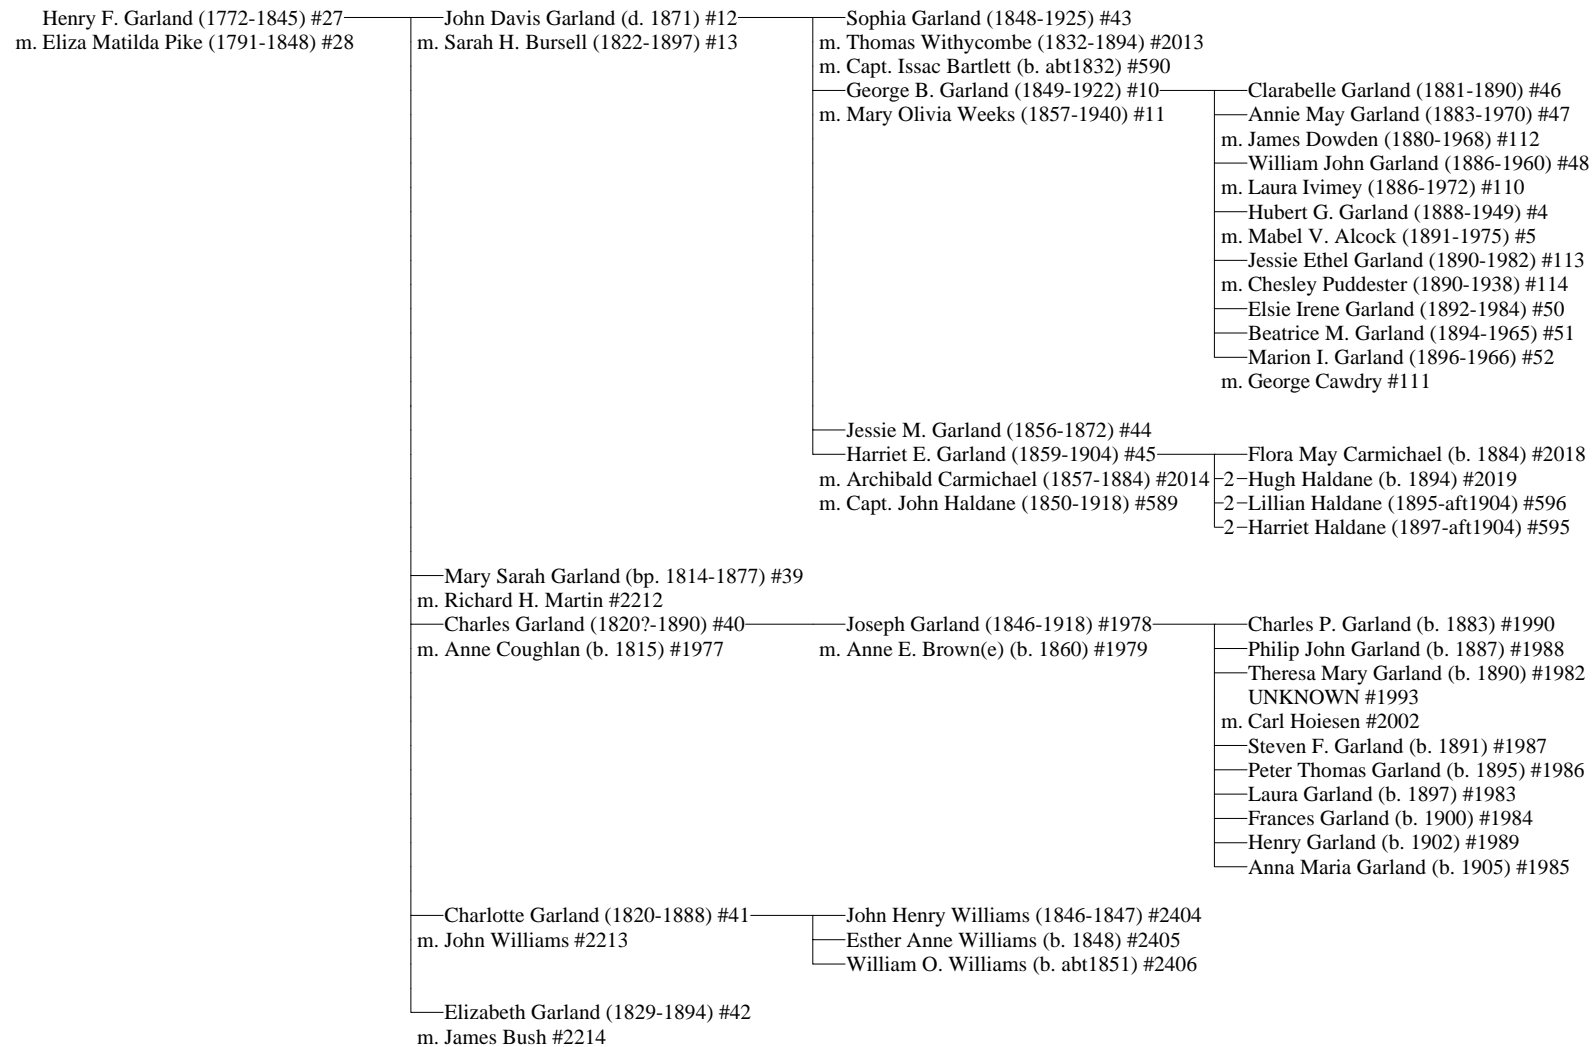 Henry F. Garland (1772-1845) #27
m. Eliza Matilda Pike (1791-1848) #28
John Davis Garland (d. 1871) #12
m. Sarah H. Bursell (1822-1897) #13
Sophia Garland (1848-1925) #43
m. Thomas Withycombe (1832-1894) #2013
m. Capt. Issac Bartlett (b. abt1832) #590
George B. Garland (1849-1922) #10
m. Mary Olivia Weeks (1857-1940) #11
Clarabelle Garland (1881-1890) #46
Annie May Garland (1883-1970) #47
m. James Dowden (1880-1968) #112
William John Garland (1886-1960) #48
m. Laura Ivimey (1886-1972) #110
Hubert G. Garland (1888-1949) #4
m. Mabel V. Alcock (1891-1975) #5
Jessie Ethel Garland (1890-1982) #113
m. Chesley Puddester (1890-1938) #114
Elsie Irene Garland (1892-1984) #50
Beatrice M. Garland (1894-1965) #51
Marion I. Garland (1896-1966) #52
m. George Cawdry #111
Jessie M. Garland (1856-1872) #44
Harriet E. Garland (1859-1904) #45
m. Archibald Carmichael (1857-1884) #2014
m. Capt. John Haldane (1850-1918) #589
Flora May Carmichael (b. 1884) #2018
2 Hugh Haldane (b. 1894) #2019
2 Lillian Haldane (1895-aft1904) #596
2 Harriet Haldane (1897-aft1904) #595
Mary Sarah Garland (bp. 1814-1877) #39
m. Richard H. Martin #2212
Charles Garland (1820?-1890) #40
m. Anne Coughlan (b. 1815) #1977
Joseph Garland (1846-1918) #1978
m. Anne E. Brown(e) (b. 1860) #1979
Charles P. Garland (b. 1883) #1990
Philip John Garland (b. 1887) #1988
Theresa Mary Garland (b. 1890) #1982
UNKNOWN #1993
m. Carl Hoiesen #2002
Steven F. Garland (b. 1891) #1987
Peter Thomas Garland (b. 1895) #1986
Laura Garland (b. 1897) #1983
Frances Garland (b. 1900) #1984
Henry Garland (b. 1902) #1989
Anna Maria Garland (b. 1905) #1985
Charlotte Garland (1820-1888) #41
m. John Williams #2213
John Henry Williams (1846-1847) #2404
Esther Anne Williams (b. 1848) #2405
William O. Williams (b. abt1851) #2406
Elizabeth Garland (1829-1894) #42
m. James Bush #2214